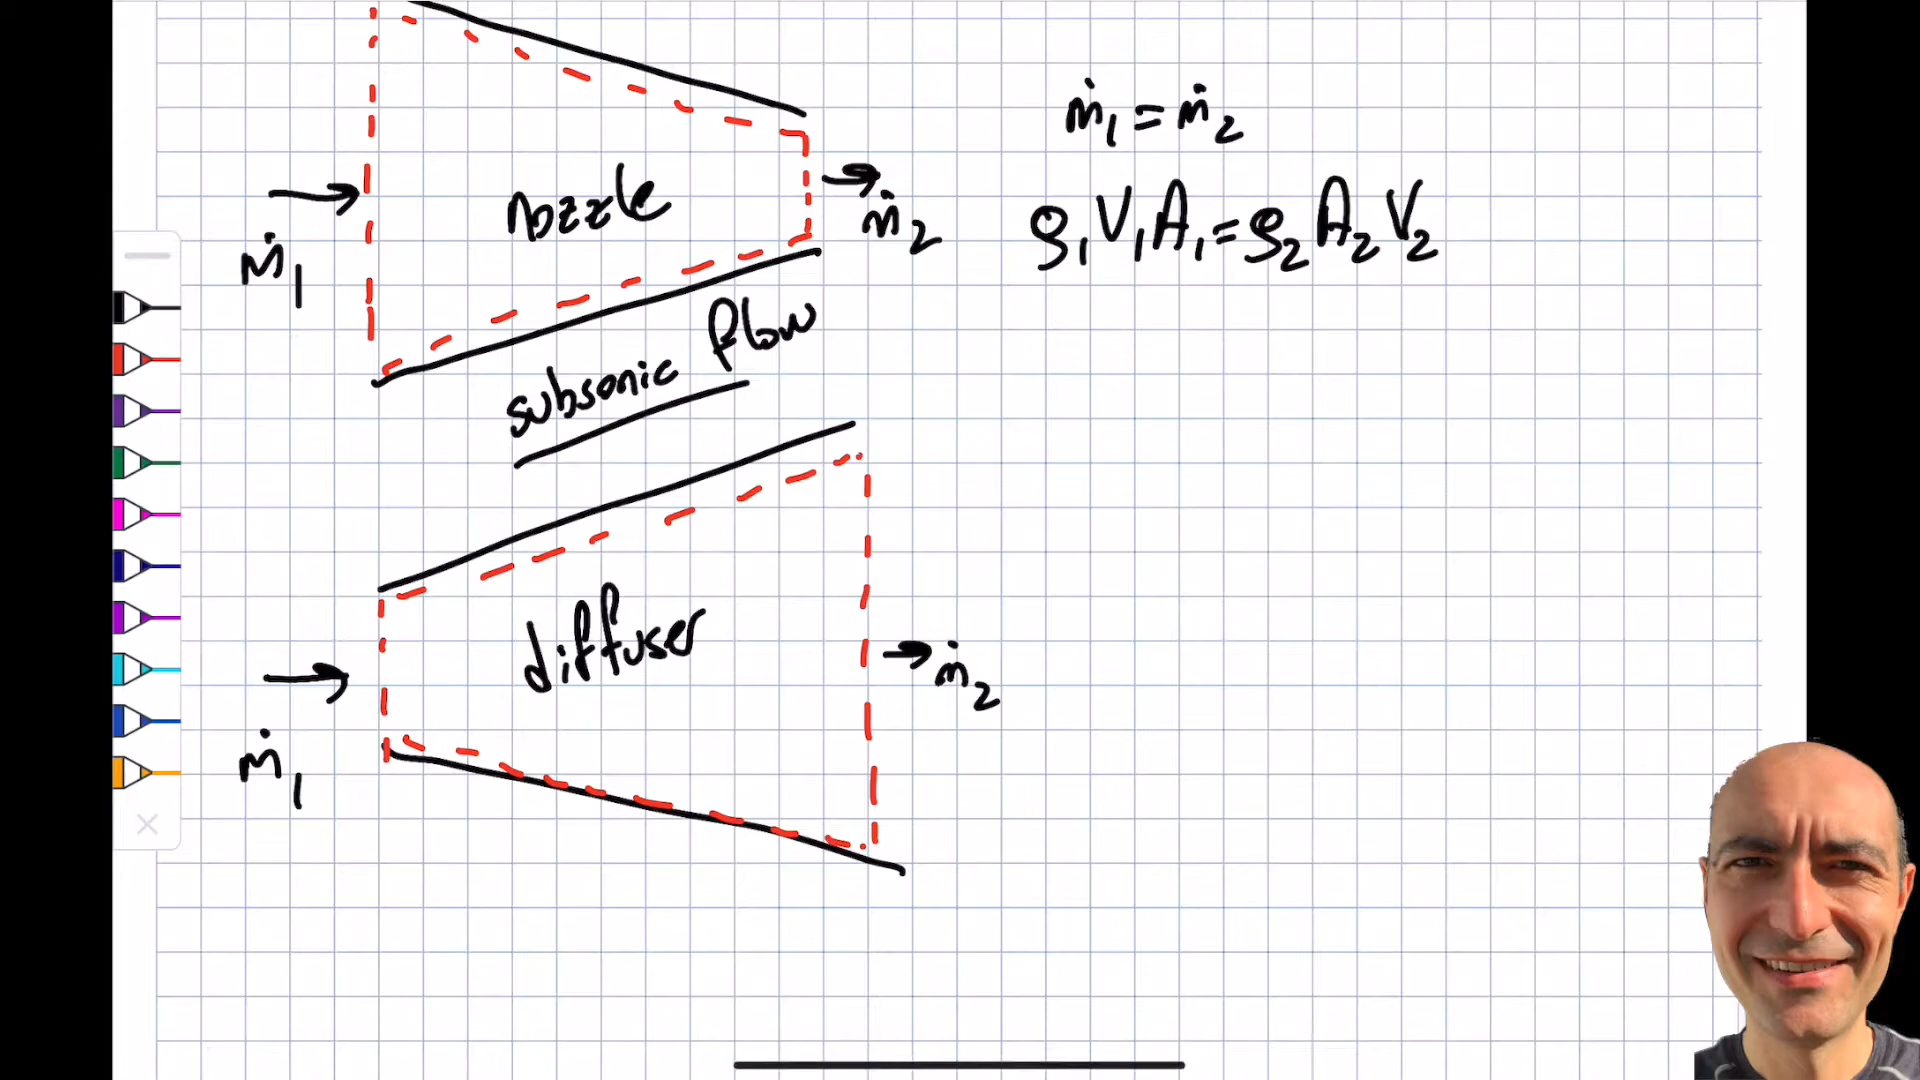 ṁ₁ = ṁ₂
nozzle
ṁ₁
ṁ₂
ρ₁V₁A₁ = ρ₂A₂V₂
subsonic flow
diffuser
ṁ₁
ṁ₂